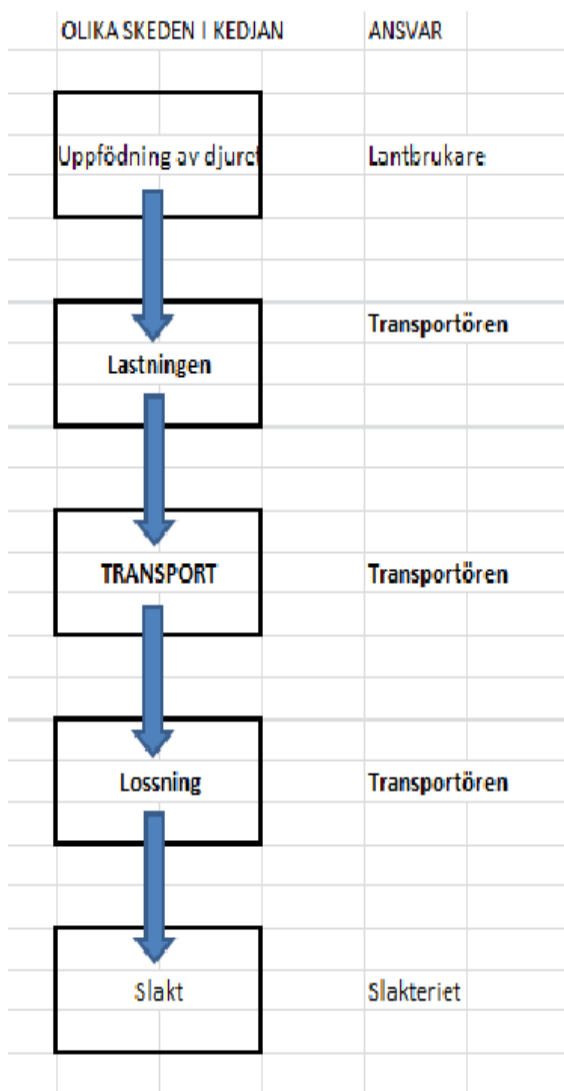 OLIKA SKEDEN I KEDJAN ANSVAR
Uppfödning av djuret Lantbrukare
Transportören
Lastningen
TRANSPORT Transportören
Lossning Transportören
Slakt Slakteriet